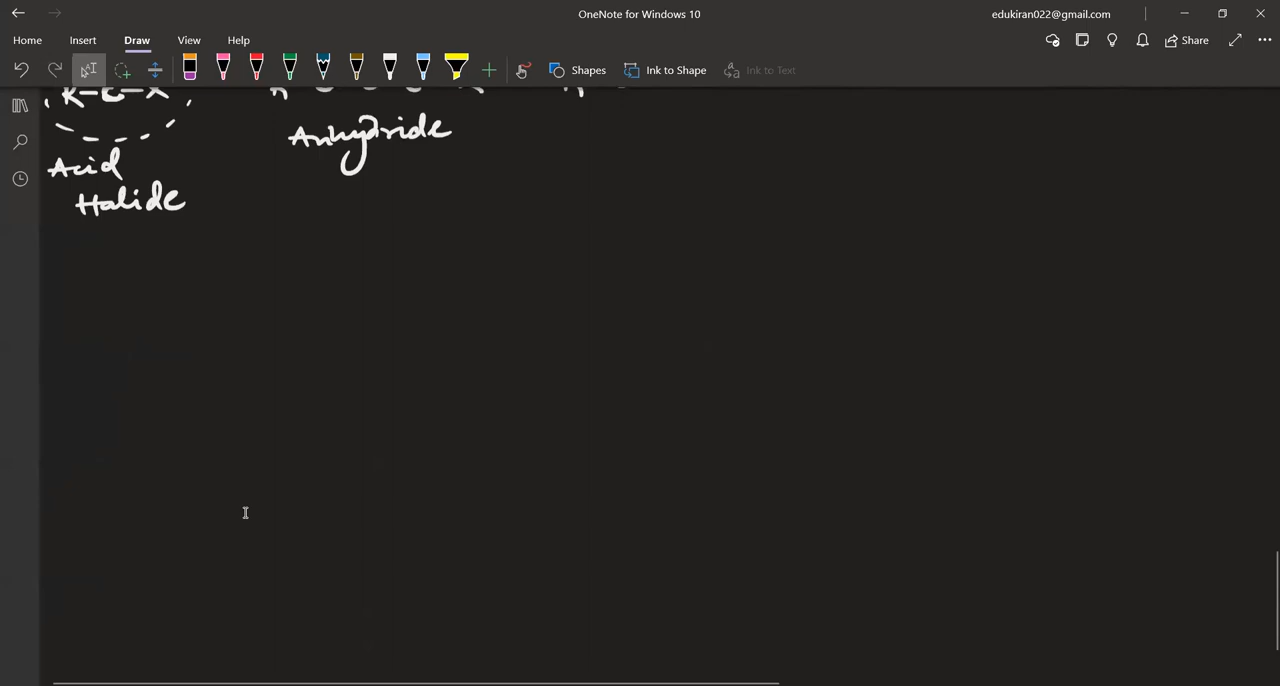 OneNote for Windows 10
edukiran022@gmail.com
Home Insert Draw View Help
Share
Shapes Ink to Shape Ink to Text
R-C-X
Anhydride
Acid
Halide